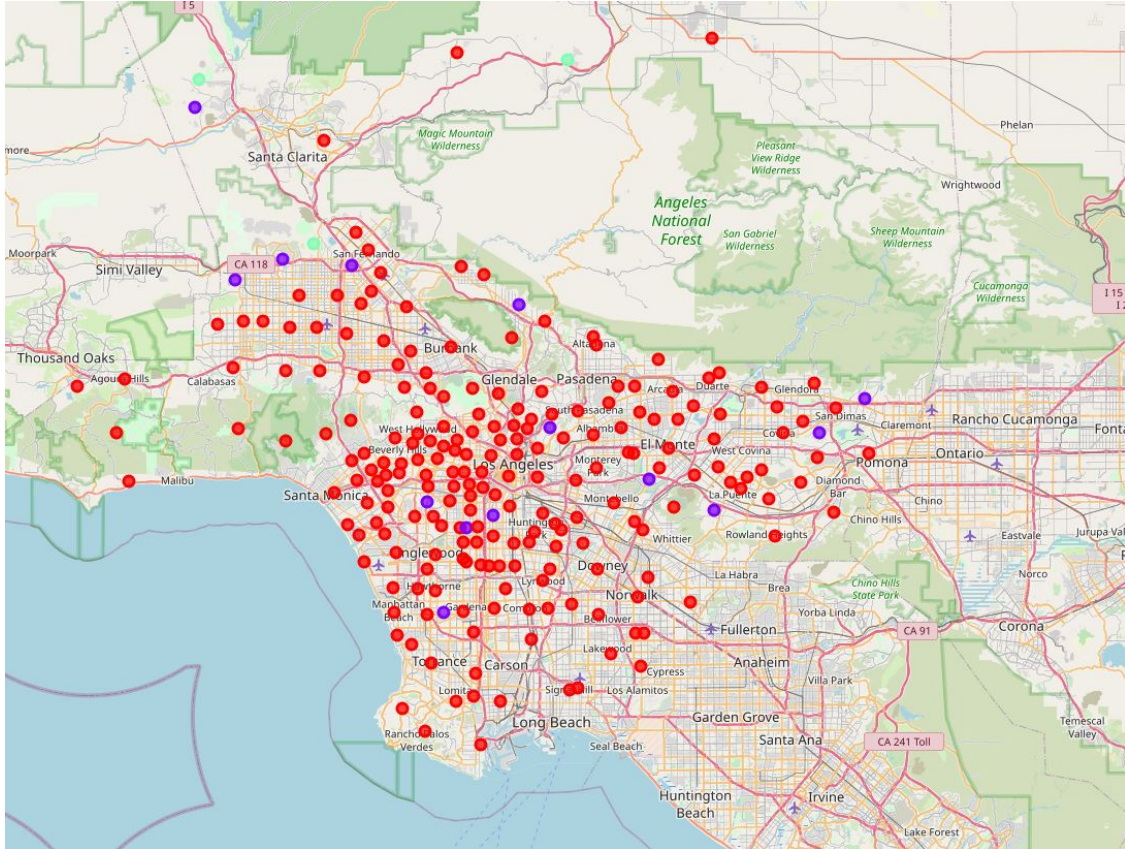 I 5
Phelan
Magic Mountain
Wilderness
Pleasant
View Ridge
Wilderness
more
Santa Clarita
Wrightwood
Angeles
National
Forest
San Gabriel
Wilderness
Sheep Mountain
Wilderness
Moorpark
San Fernando
CA 118
Simi Valley
Cucamonga
Wilderness
I 15
I 2
Thousand Oaks
Burbank
Altadena
Agoura Hills
Calabasas
Glendale
Pasadena
Arcadia
Duarte
Glendora
South Pasadena
San Dimas
Claremont
Rancho Cucamonga
West Hollywood
Alhambra
El Monte
Covina
Fonta
Beverly Hills
Los Angeles
Monterey
Park
West Covina
Pomona
Ontario
Malibu
Santa Monica
Montebello
La Puente
Diamond
Bar
Chino
Huntington
Park
Whittier
Rowland Heights
Chino Hills
Eastvale
Jurupa Valley
Inglewood
Downey
La Habra
Brea
Chino Hills
State Park
Norco
Hawthorne
Lynwood
Norwalk
Manhattan
Beach
Gardena
Compton
Bellflower
Yorba Linda
Fullerton
CA 91
Corona
Torrance
Carson
Lakewood
Cypress
Anaheim
Villa Park
Lomita
Signal Hill
Los Alamitos
Rancho Palos
Verdes
Long Beach
Garden Grove
Temescal
Valley
Seal Beach
Santa Ana
CA 241 Toll
Huntington
Beach
Irvine
Lake Forest